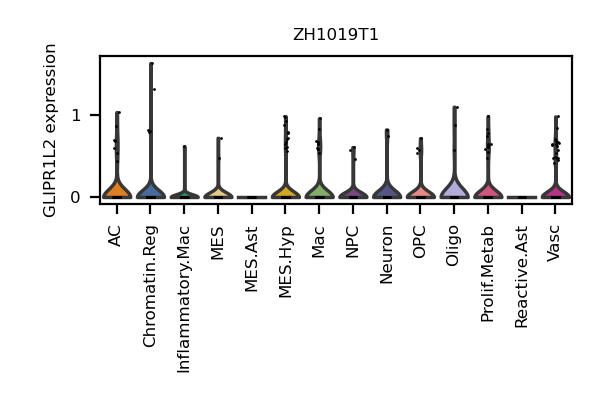 ZH1019T1
GLIPR1L2 expression
1
0
AC
Chromatin.Reg
Inflammatory.Mac
MES
MES.Ast
MES.Hyp
Mac
NPC
Neuron
OPC
Oligo
Prolif.Metab
Reactive.Ast
Vasc